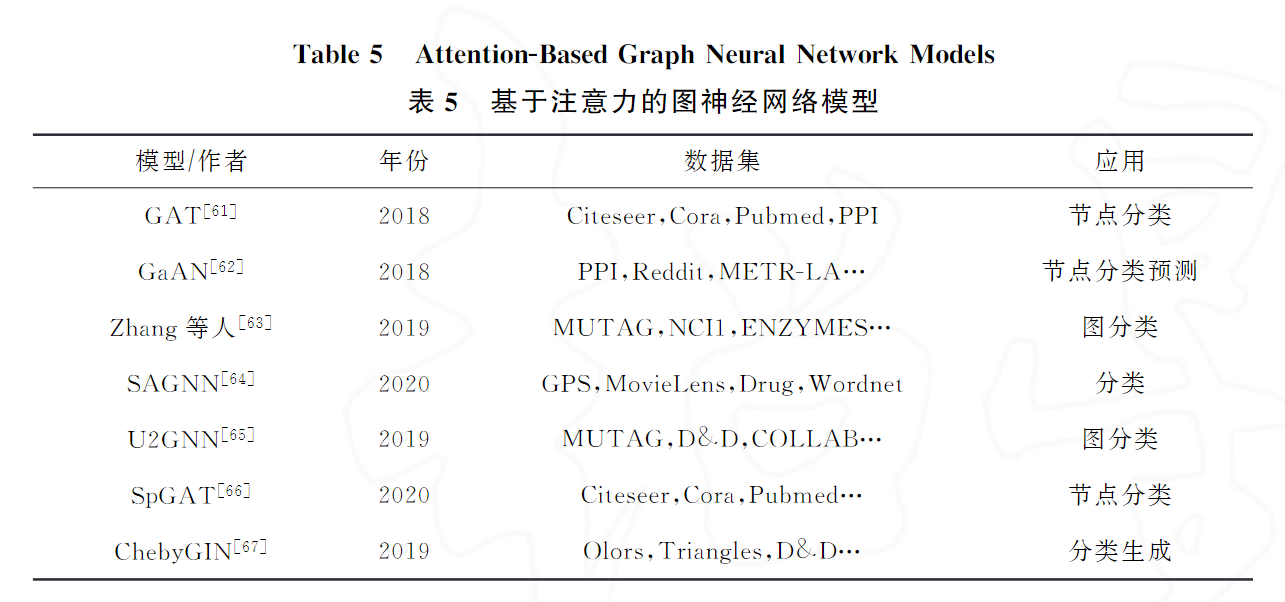 Table 5 Attention-Based Graph Neural Network Models
表 5 基于注意力的图神经网络模型
模型/作者 年份 数据集 应用
GAT[61] 2018 Citeseer,Cora,Pubmed,PPI 节点分类
GaAN[62] 2018 PPI,Reddit,METR-LA… 节点分类预测
Zhang 等人[63] 2019 MUTAG,NCI1,ENZYMES… 图分类
SAGNN[64] 2020 GPS,MovieLens,Drug,Wordnet 分类
U2GNN[65] 2019 MUTAG,D&D,COLLAB… 图分类
SpGAT[66] 2020 Citeseer,Cora,Pubmed… 节点分类
ChebyGIN[67] 2019 Olors,Triangles,D&D… 分类生成